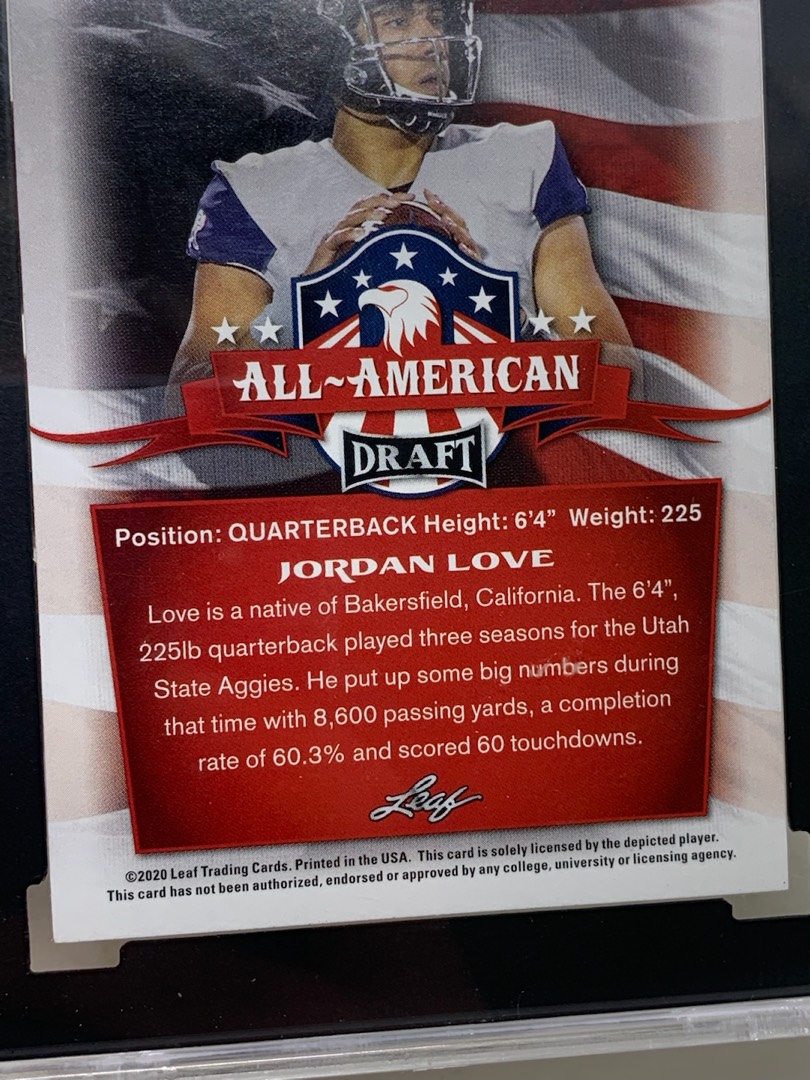 ALL~AMERICAN
DRAFT
Position: QUARTERBACK Height: 6'4" Weight: 225
JORDAN LOVE
Love is a native of Bakersfield, California. The 6'4",
225lb quarterback played three seasons for the Utah
State Aggies. He put up some big numbers during
that time with 8,600 passing yards, a completion
rate of 60.3% and scored 60 touchdowns.
Leaf
©2020 Leaf Trading Cards. Printed in the USA. This card is solely licensed by the depicted player.
This card has not been authorized, endorsed or approved by any college, university or licensing agency.